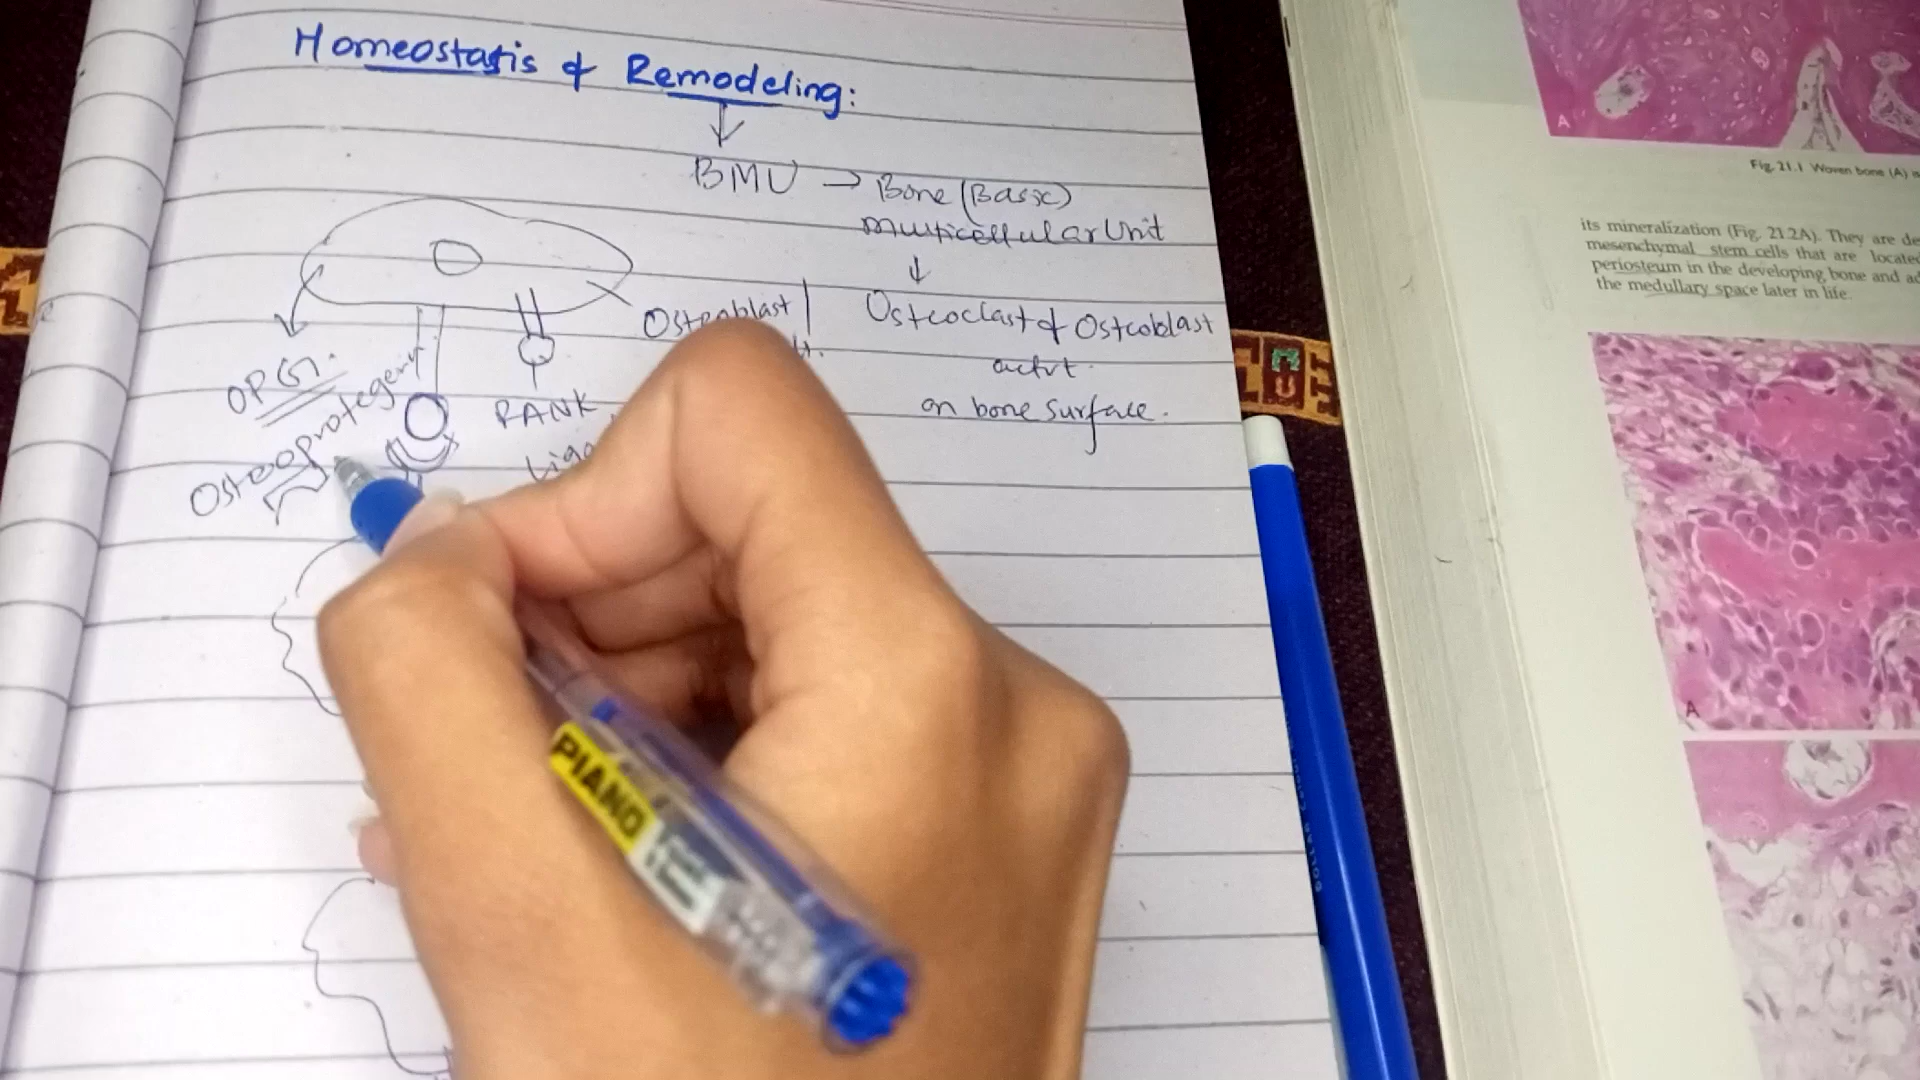 Homeostasis & Remodeling:
BMU → Bone (Basic)
Multicellular Unit
Osteoblast
Osteoclast & Osteoblast
on bone surface.
OPG.
RANK
PIANO
A
Fig. 21.1 Woven bone (A) is
its mineralization (Fig. 21.2A). They are de
mesenchymal stem cells that are locate
periosteum in the developing bone and ad
the medullary space later in life.
A